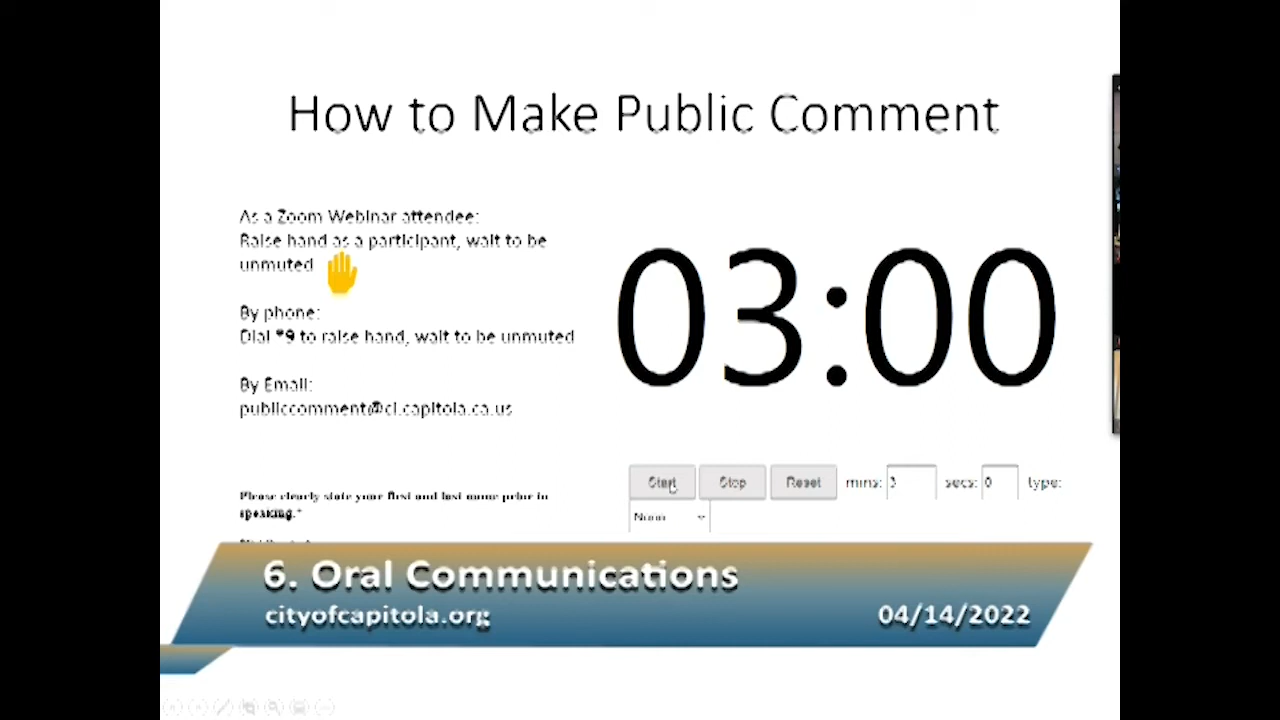 How to Make Public Comment
As a Zoom Webinar attendee:
Raise hand as a participant, wait to be
unmuted
By phone:
Dial *9 to raise hand, wait to be unmuted
By Email:
publiccomment@ci.capitola.ca.us
Please clearly state your first and last name prior to
speaking.*
03:00
Start Stop Reset mins: 3 secs: 0 type:
None
6. Oral Communications
cityofcapitola.org 04/14/2022